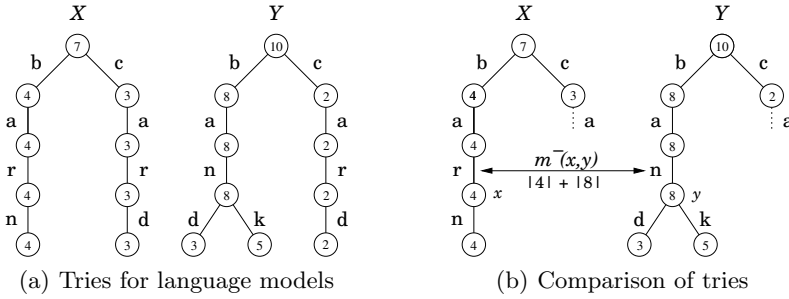 X Y X Y
7 10 7 10
b c b c b c b c
4 3 8 2 4 3 8 2
a a a a a a a a
4 3 8 2 4 8
r r n r r m¯(x,y) n
|4| + |8|
4 3 8 2 4 x 8 y
n d d k d n d k
4 3 3 5 2 4 3 5
(a) Tries for language models (b) Comparison of tries